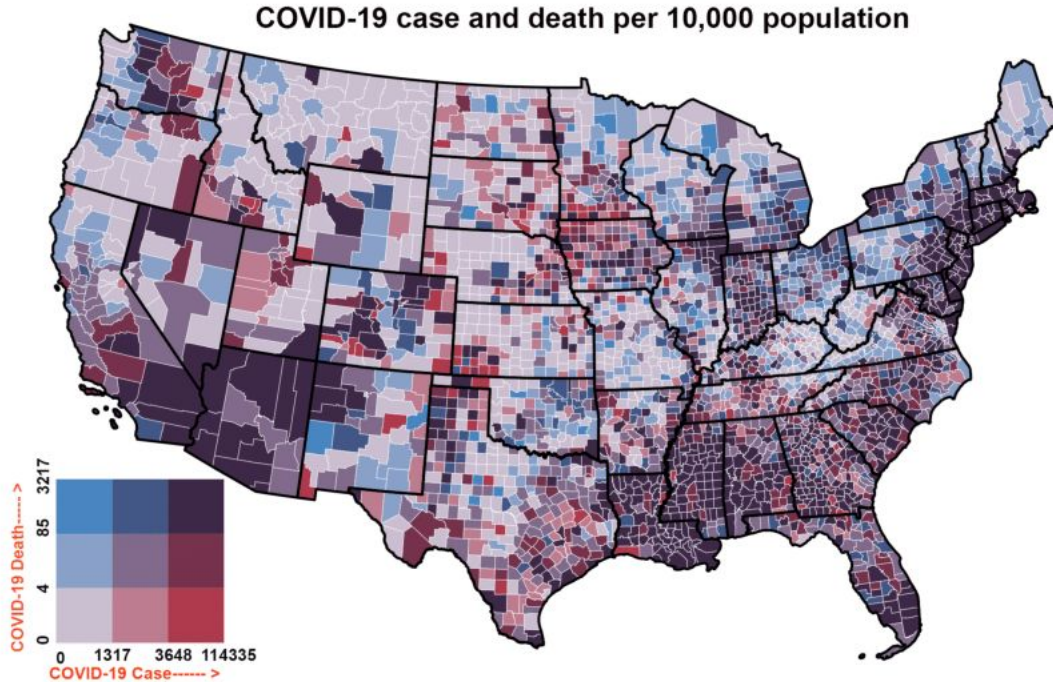 COVID-19 case and death per 10,000 population
COVID-19 Death----- >
3217
85
4
0
0 1317 3648 114335
COVID-19 Case------ >